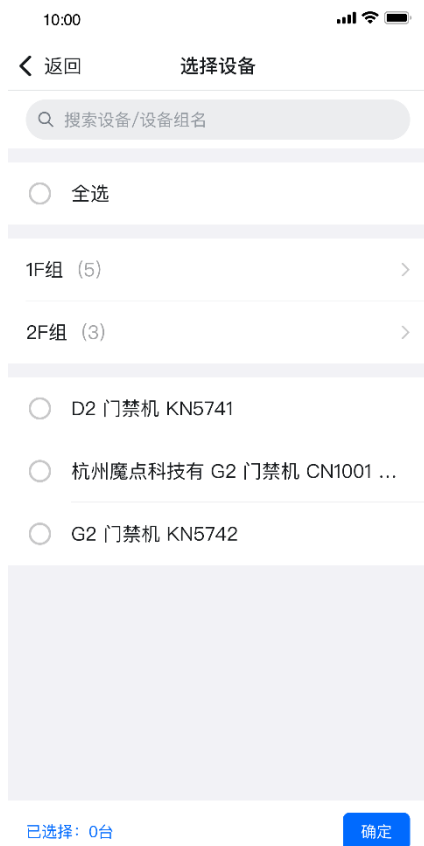 10:00
返回 选择设备
搜索设备/设备组名
全选
1F组（5）
2F组（3）
D2 门禁机 KN5741
杭州魔点科技有 G2 门禁机 CN1001 ...
G2 门禁机 KN5742
已选择：0台 确定